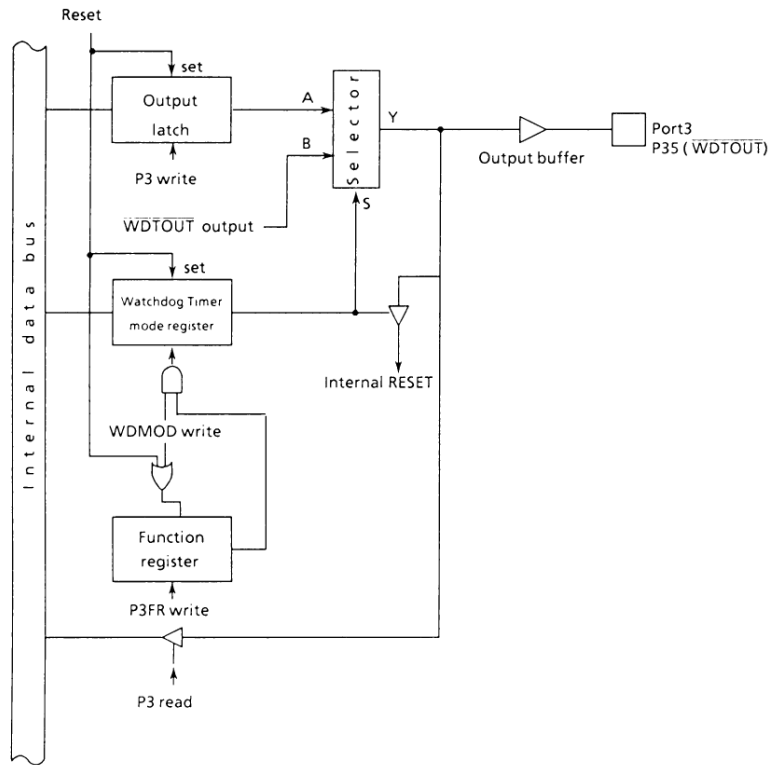 Reset
set
Output
latch
A
B
Y
S
Selector
Output buffer
Port3
P35 ( WDTOUT)
P3 write
WDTOUT output
set
Watchdog Timer
mode register
Internal RESET
WDMOD write
Internal data bus
Function
register
P3FR write
P3 read